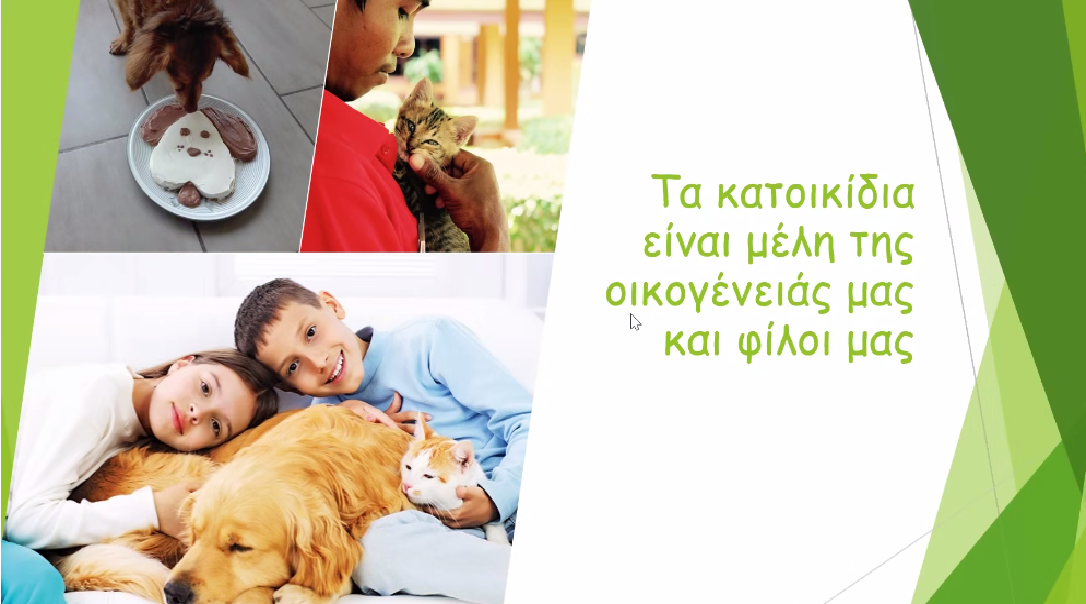 Τα κατοικίδια
είναι μέλη της
οικογένειάς μας
και φίλοι μας